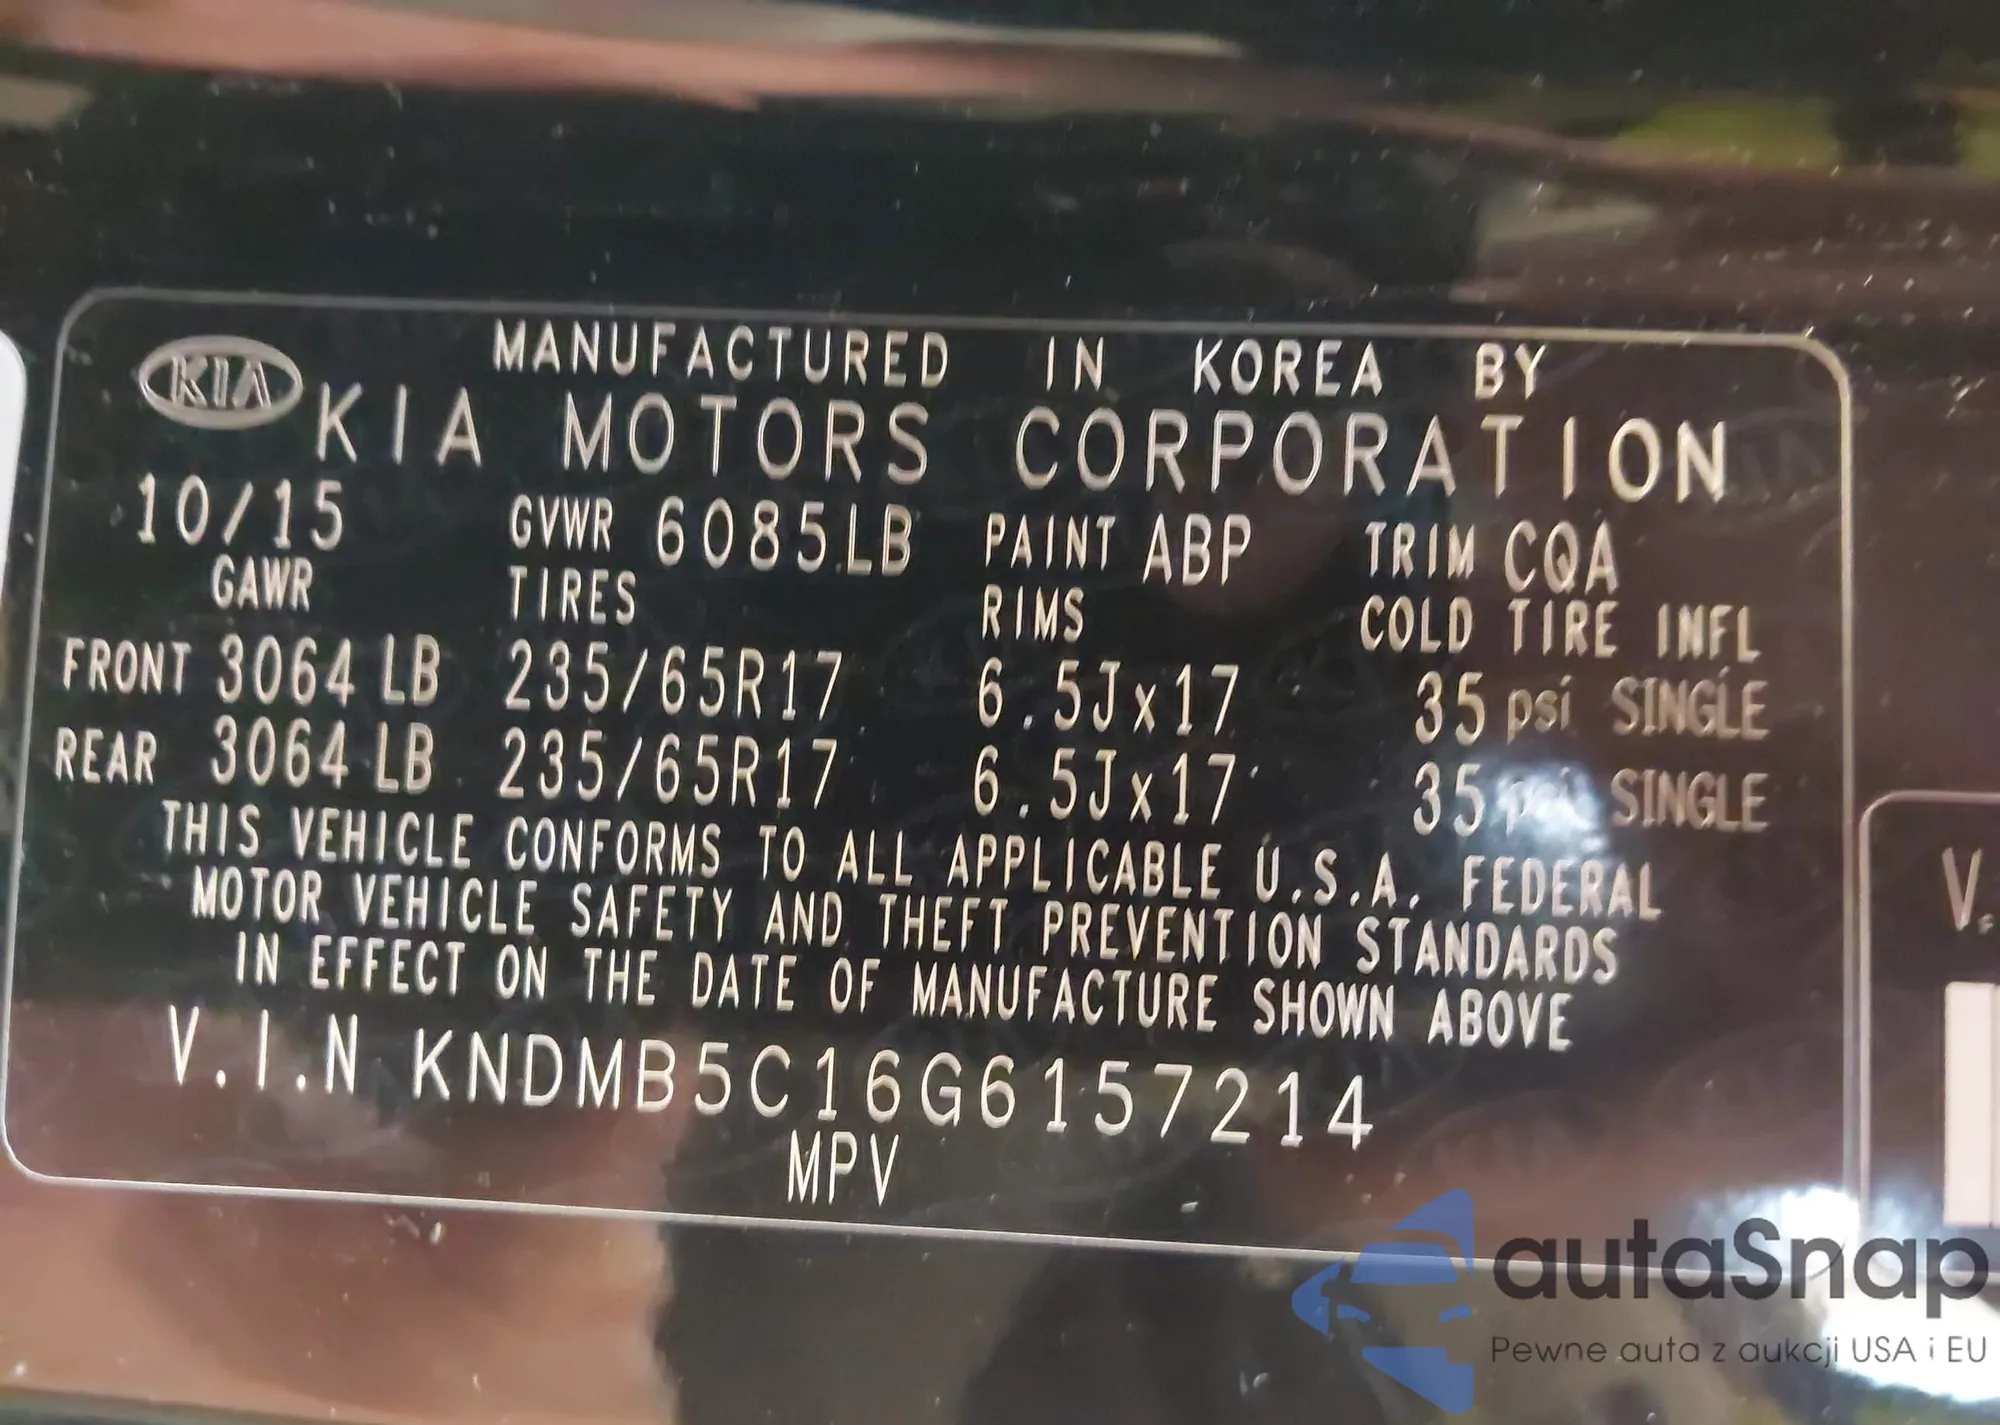 MANUFACTURED IN KOREA BY
KIA KIA MOTORS CORPORATION
10/15 GVWR 6085LB PAINT ABP TRIM CQA
GAWR TIRES RIMS COLD TIRE INFL
FRONT 3064 LB 235/65R17 6.5Jx17 35 psi SINGLE
REAR 3064 LB 235/65R17 6.5Jx17 35 psi SINGLE
THIS VEHICLE CONFORMS TO ALL APPLICABLE U.S.A. FEDERAL
MOTOR VEHICLE SAFETY AND THEFT PREVENTION STANDARDS
IN EFFECT ON THE DATE OF MANUFACTURE SHOWN ABOVE
V.I.N KNDMB5C16G6157214
MPV
V.
autaSnap
Pewne auta z aukcji USA i EU